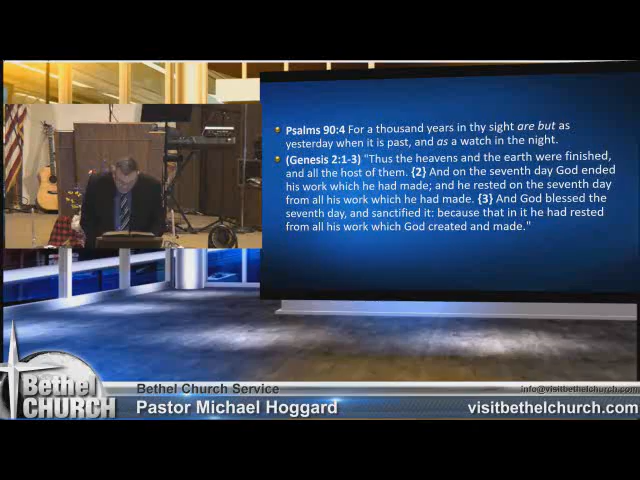 Psalms 90:4 For a thousand years in thy sight are but as
yesterday when it is past, and as a watch in the night.
(Genesis 2:1-3) "Thus the heavens and the earth were finished,
and all the host of them. {2} And on the seventh day God ended
his work which he had made; and he rested on the seventh day
from all his work which he had made. {3} And God blessed the
seventh day, and sanctified it: because that in it he had rested
from all his work which God created and made."
Bethel
CHURCH
Bethel Church Service
Pastor Michael Hoggard
info@visitbethelchurch.com
visitbethelchurch.com